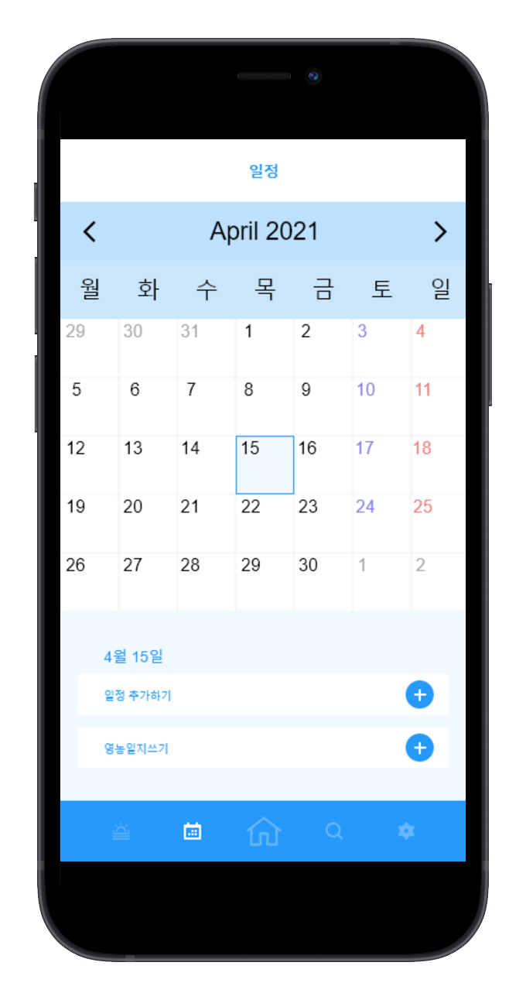 일정
April 2021
월 화 수 목 금 토 일
29 30 31 1 2 3 4
5 6 7 8 9 10 11
12 13 14 15 16 17 18
19 20 21 22 23 24 25
26 27 28 29 30 1 2
4월 15일
일정 추가하기
영농일지쓰기